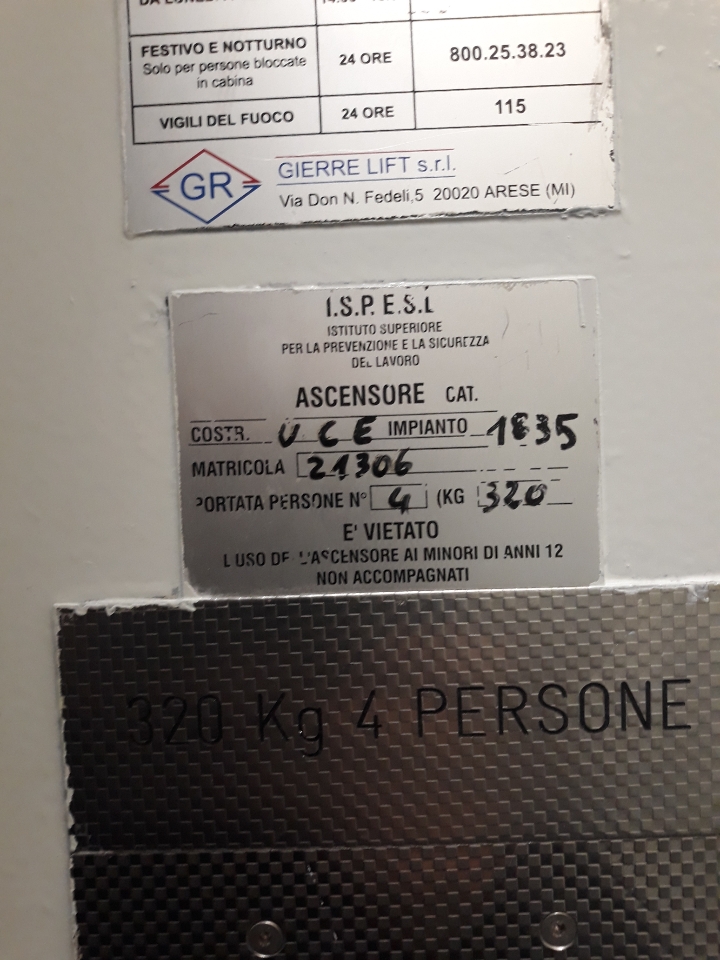 FESTIVO E NOTTURNO
Solo per persone bloccate
in cabina
24 ORE
800.25.38.23
VIGILI DEL FUOCO
24 ORE
115
GR
GIERRE LIFT s.r.l.
Via Don N. Fedeli,5 20020 ARESE (MI)
I.S.P.E.S.L
ISTITUTO SUPERIORE
PER LA PREVENZIONE E LA SICUREZZA
DEL LAVORO
ASCENSORE CAT.
COSTR. UCE IMPIANTO 1835
MATRICOLA 21306
PORTATA PERSONE N° 4 (KG 320
E' VIETATO
L'USO DELL'ASCENSORE AI MINORI DI ANNI 12
NON ACCOMPAGNATI
320 Kg 4 PERSONE